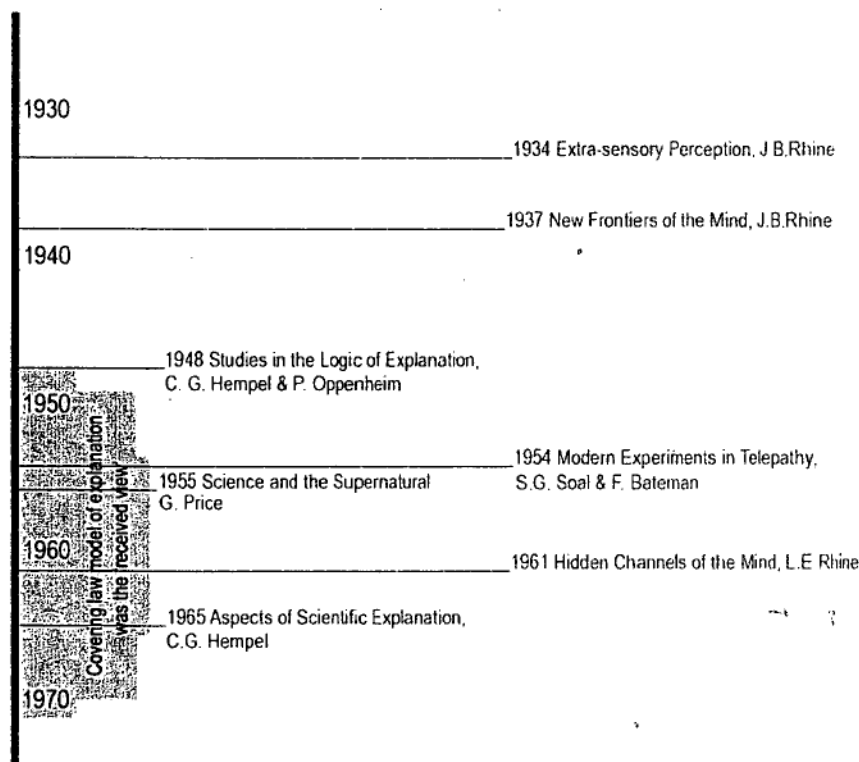 1930
1934 Extra-sensory Perception, J B.Rhine
1937 New Frontiers of the Mind, J.B.Rhine
1940
1948 Studies in the Logic of Explanation,
C. G. Hempel & P. Oppenheim
1950
Covering law model of explanation
was the received view
1954 Modern Experiments in Telepathy,
S.G. Soal & F. Bateman
1955 Science and the Supernatural
G. Price
1960
1961 Hidden Channels of the Mind, L.E Rhine
1965 Aspects of Scientific Explanation,
C.G. Hempel
1970